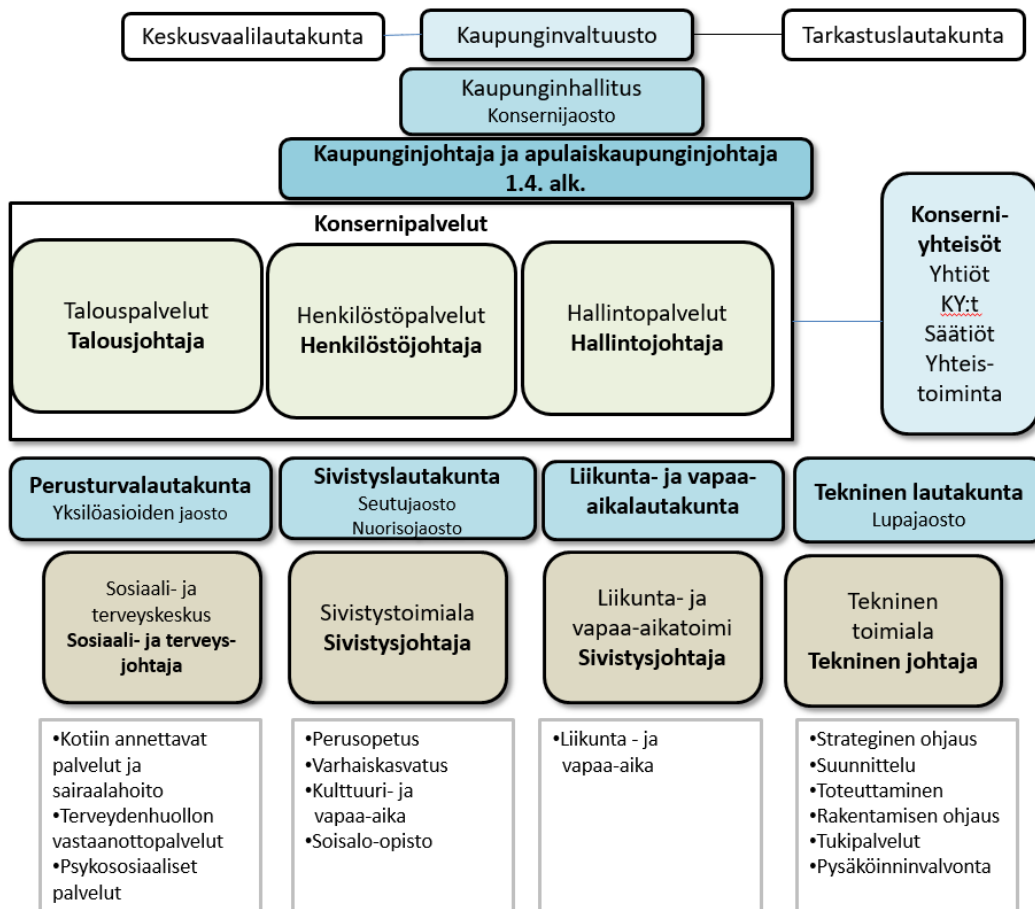 Keskusvaalilautakunta
Kaupunginvaltuusto
Tarkastuslautakunta
Kaupunginhallitus
Konsernijaosto
Kaupunginjohtaja ja apulaiskaupunginjohtaja
1.4. alk.
Konsernipalvelut
Talouspalvelut
Talousjohtaja
Henkilöstöpalvelut
Henkilöstöjohtaja
Hallintopalvelut
Hallintojohtaja
Konserni-
yhteisöt
Yhtiöt
KY:t
Säätiöt
Yhteis-
toiminta
Perusturvalautakunta
Yksilöasioiden jaosto
Sivistyslautakunta
Seutujaosto
Nuorisojaosto
Liikunta- ja vapaa-
aikalautakunta
Tekninen lautakunta
Lupajaosto
Sosiaali- ja
terveyskeskus
Sosiaali- ja terveys-
johtaja
Sivistystoimiala
Sivistysjohtaja
Liikunta- ja
vapaa-aikatoimi
Sivistysjohtaja
Tekninen
toimiala
Tekninen johtaja
•Kotiin annettavat
palvelut ja
sairaalahoito
•Terveydenhuollon
vastaanottopalvelut
•Psykososiaaliset
palvelut
•Perusopetus
•Varhaiskasvatus
•Kulttuuri- ja
vapaa-aika
•Soisalo-opisto
•Liikunta - ja
vapaa-aika
•Strateginen ohjaus
•Suunnittelu
•Toteuttaminen
•Rakentamisen ohjaus
•Tukipalvelut
•Pysäköinninvalvonta